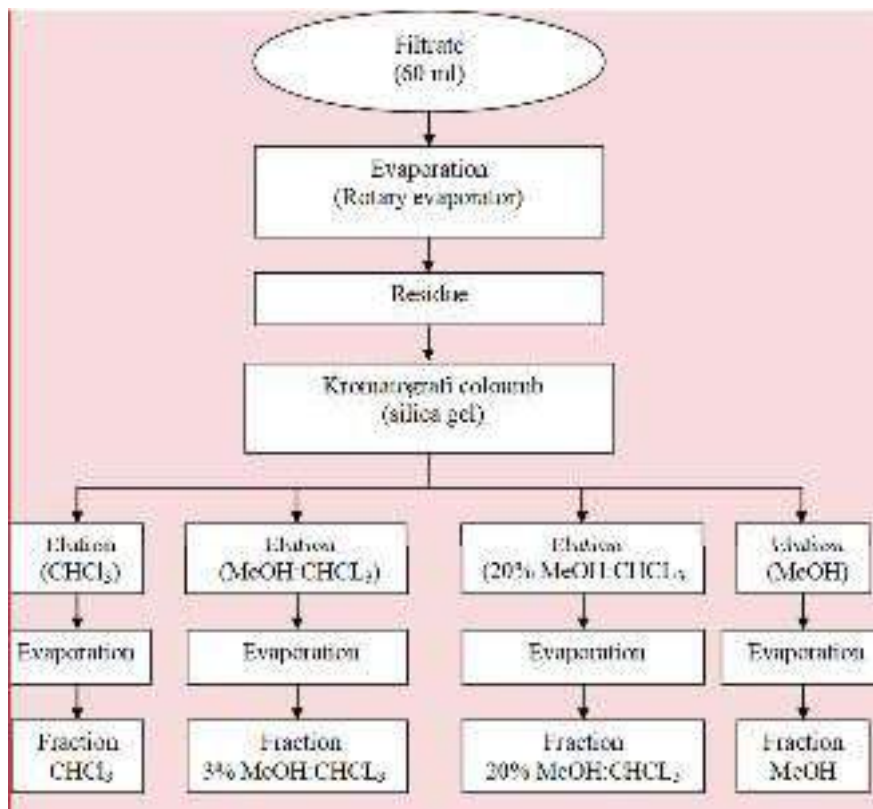 Filtrate
(60 ml)
Evaporation
(Rotary evaporator)
Residue
Kromatografi coloumb
(silica gel)
Elution
(CHCl₃)
Elution
(MeOH:CHCL₃)
Elution
(20% MeOH:CHCL₃
Elution
(MeOH)
Evaporation
Evaporation
Evaporation
Evaporation
Fraction
CHCl₃
Fraction
3% MeOH:CHCL₃
Fraction
20% MeOH:CHCL₃
Fraction
MeOH